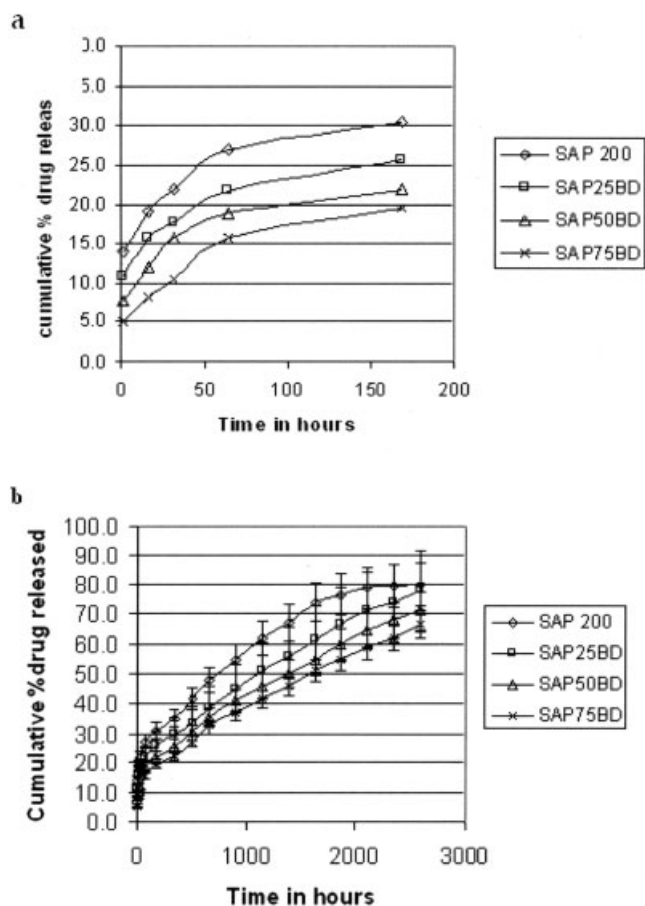 a
0.0
5.0
30.0
25.0
20.0
15.0
10.0
5.0
0.0
cumulative % drug releas
0 50 100 150 200
Time in hours
SAP 200
SAP25BD
SAP50BD
SAP75BD
b
100.0
90.0
80.0
70.0
60.0
50.0
40.0
30.0
20.0
10.0
0.0
Cumulative %drug released
0 1000 2000 3000
Time in hours
SAP 200
SAP25BD
SAP50BD
SAP75BD